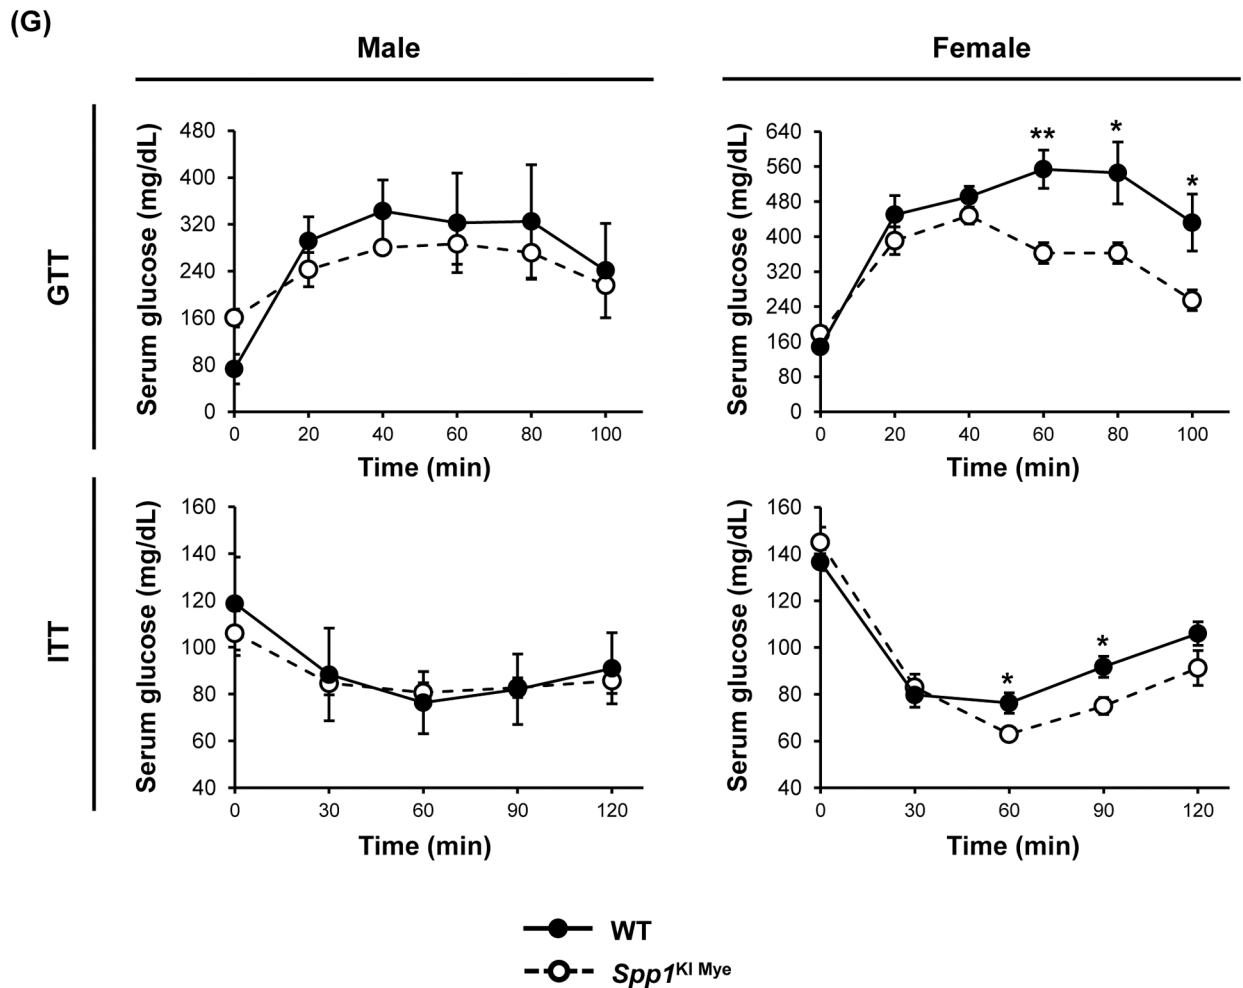 (G)
Male
Female
GTT
Serum glucose (mg/dL)
480
400
320
240
160
80
0
0 20 40 60 80 100
Time (min)
Serum glucose (mg/dL)
640
560
480
400
320
240
160
80
0
** * *
0 20 40 60 80 100
Time (min)
ITT
Serum glucose (mg/dL)
160
140
120
100
80
60
40
0 30 60 90 120
Time (min)
Serum glucose (mg/dL)
160
140
120
100
80
60
40
* *
0 30 60 90 120
Time (min)
WT
Spp1KI Mye